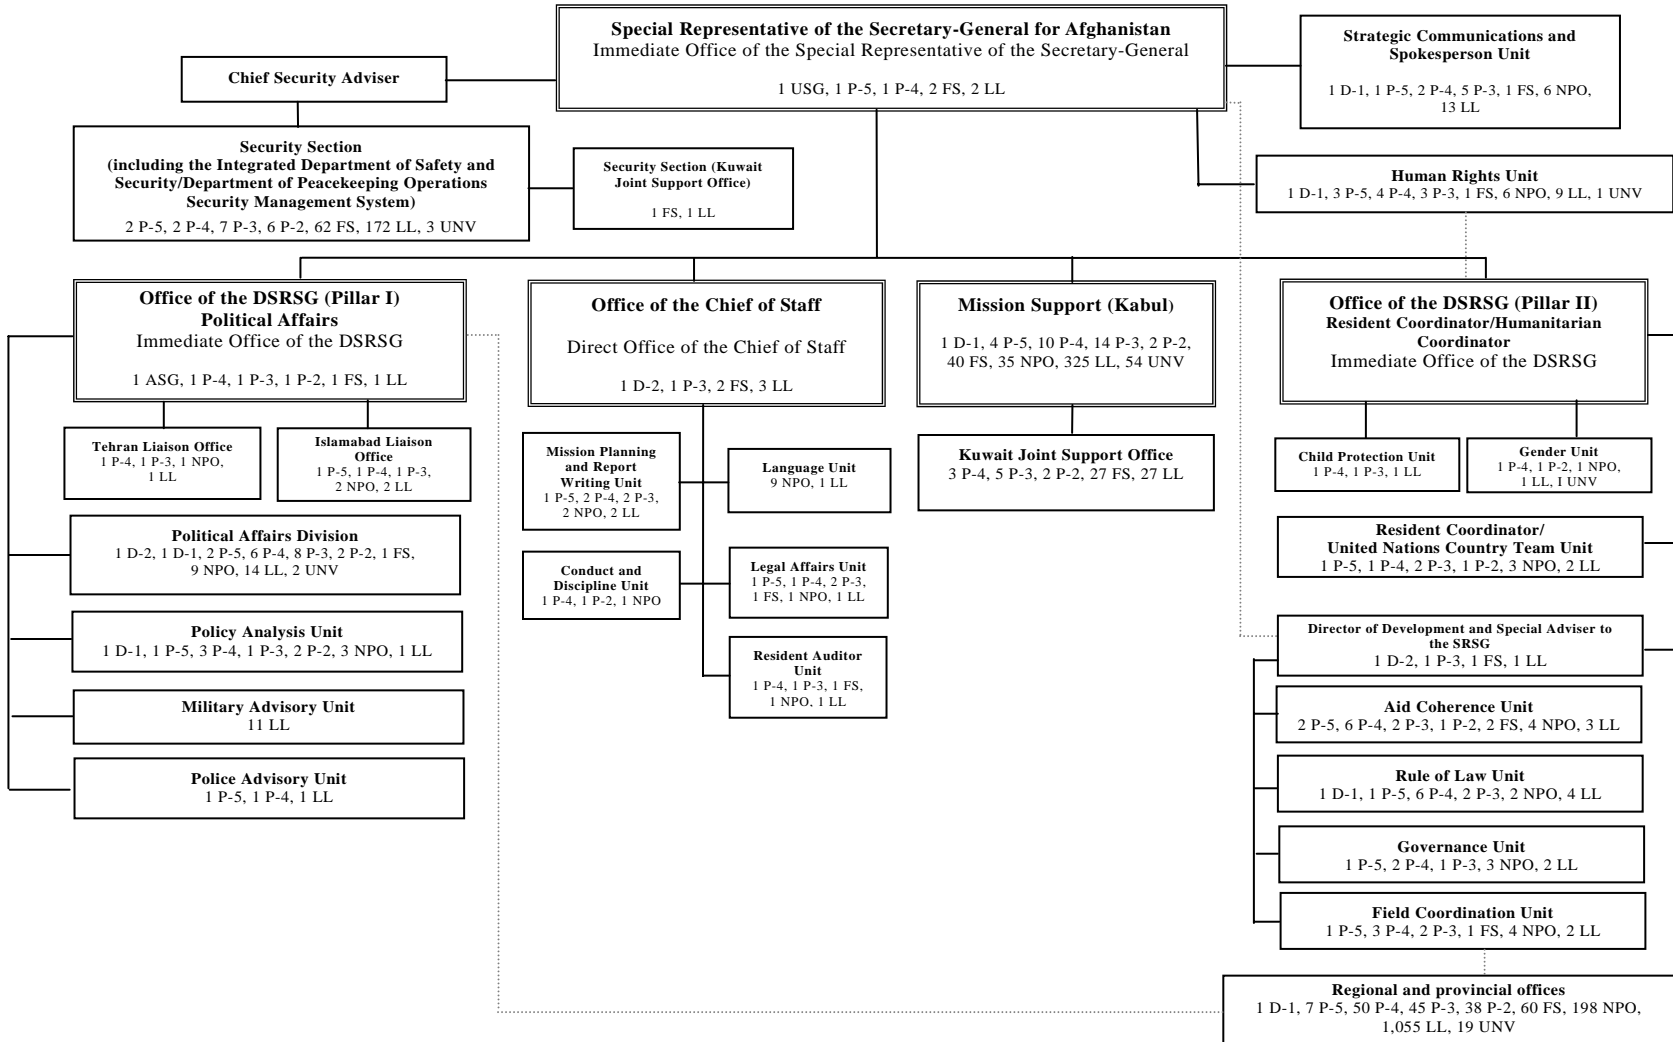 Special Representative of the Secretary-General for Afghanistan
Immediate Office of the Special Representative of the Secretary-General
1 USG, 1 P-5, 1 P-4, 2 FS, 2 LL
Strategic Communications and
Spokesperson Unit
1 D-1, 1 P-5, 2 P-4, 5 P-3, 1 FS, 6 NPO,
13 LL
Chief Security Adviser
Security Section
(including the Integrated Department of Safety and
Security/Department of Peacekeeping Operations
Security Management System)
2 P-5, 2 P-4, 7 P-3, 6 P-2, 62 FS, 172 LL, 3 UNV
Security Section (Kuwait
Joint Support Office)
1 FS, 1 LL
Human Rights Unit
1 D-1, 3 P-5, 4 P-4, 3 P-3, 1 FS, 6 NPO, 9 LL, 1 UNV
Office of the DSRSG (Pillar I)
Political Affairs
Immediate Office of the DSRSG
1 ASG, 1 P-4, 1 P-3, 1 P-2, 1 FS, 1 LL
Office of the Chief of Staff
Direct Office of the Chief of Staff
1 D-2, 1 P-3, 2 FS, 3 LL
Mission Support (Kabul)
1 D-1, 4 P-5, 10 P-4, 14 P-3, 2 P-2,
40 FS, 35 NPO, 325 LL, 54 UNV
Office of the DSRSG (Pillar II)
Resident Coordinator/Humanitarian
Coordinator
Immediate Office of the DSRSG
Tehran Liaison Office
1 P-4, 1 P-3, 1 NPO,
1 LL
Islamabad Liaison
Office
1 P-5, 1 P-4, 1 P-3,
2 NPO, 2 LL
Mission Planning
and Report
Writing Unit
1 P-5, 2 P-4, 2 P-3,
2 NPO, 2 LL
Language Unit
9 NPO, 1 LL
Kuwait Joint Support Office
3 P-4, 5 P-3, 2 P-2, 27 FS, 27 LL
Child Protection Unit
1 P-4, 1 P-3, 1 LL
Gender Unit
1 P-4, 1 P-2, 1 NPO,
1 LL, I UNV
Political Affairs Division
1 D-2, 1 D-1, 2 P-5, 6 P-4, 8 P-3, 2 P-2, 1 FS,
9 NPO, 14 LL, 2 UNV
Conduct and
Discipline Unit
1 P-4, 1 P-2, 1 NPO
Legal Affairs Unit
1 P-5, 1 P-4, 2 P-3,
1 FS, 1 NPO, 1 LL
Resident Coordinator/
United Nations Country Team Unit
1 P-5, 1 P-4, 2 P-3, 1 P-2, 3 NPO, 2 LL
Policy Analysis Unit
1 D-1, 1 P-5, 3 P-4, 1 P-3, 2 P-2, 3 NPO, 1 LL
Resident Auditor
Unit
1 P-4, 1 P-3, 1 FS,
1 NPO, 1 LL
Director of Development and Special Adviser to
the SRSG
1 D-2, 1 P-3, 1 FS, 1 LL
Military Advisory Unit
11 LL
Aid Coherence Unit
2 P-5, 6 P-4, 2 P-3, 1 P-2, 2 FS, 4 NPO, 3 LL
Police Advisory Unit
1 P-5, 1 P-4, 1 LL
Rule of Law Unit
1 D-1, 1 P-5, 6 P-4, 2 P-3, 2 NPO, 4 LL
Governance Unit
1 P-5, 2 P-4, 1 P-3, 3 NPO, 2 LL
Field Coordination Unit
1 P-5, 3 P-4, 2 P-3, 1 FS, 4 NPO, 2 LL
Regional and provincial offices
1 D-1, 7 P-5, 50 P-4, 45 P-3, 38 P-2, 60 FS, 198 NPO,
1,055 LL, 19 UNV